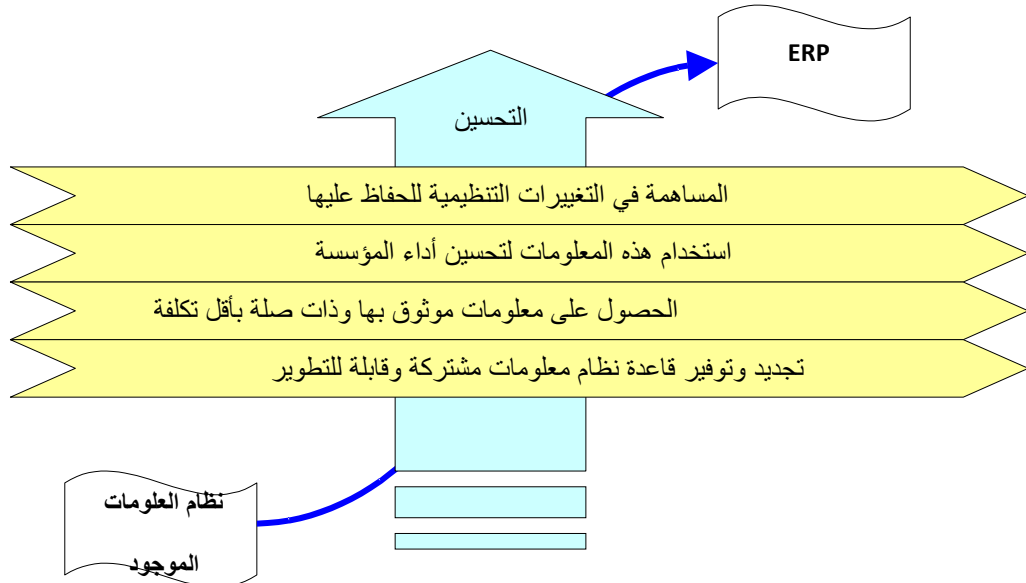 ERP
التحسين
المساهمة في التغييرات التنظيمية للحفاظ عليها
استخدام هذه المعلومات لتحسين أداء المؤسسة
الحصول على معلومات موثوق بها وذات صلة بأقل تكلفة
تجديد وتوفير قاعدة نظام معلومات مشتركة وقابلة للتطوير
نظام العلومات
الموجود